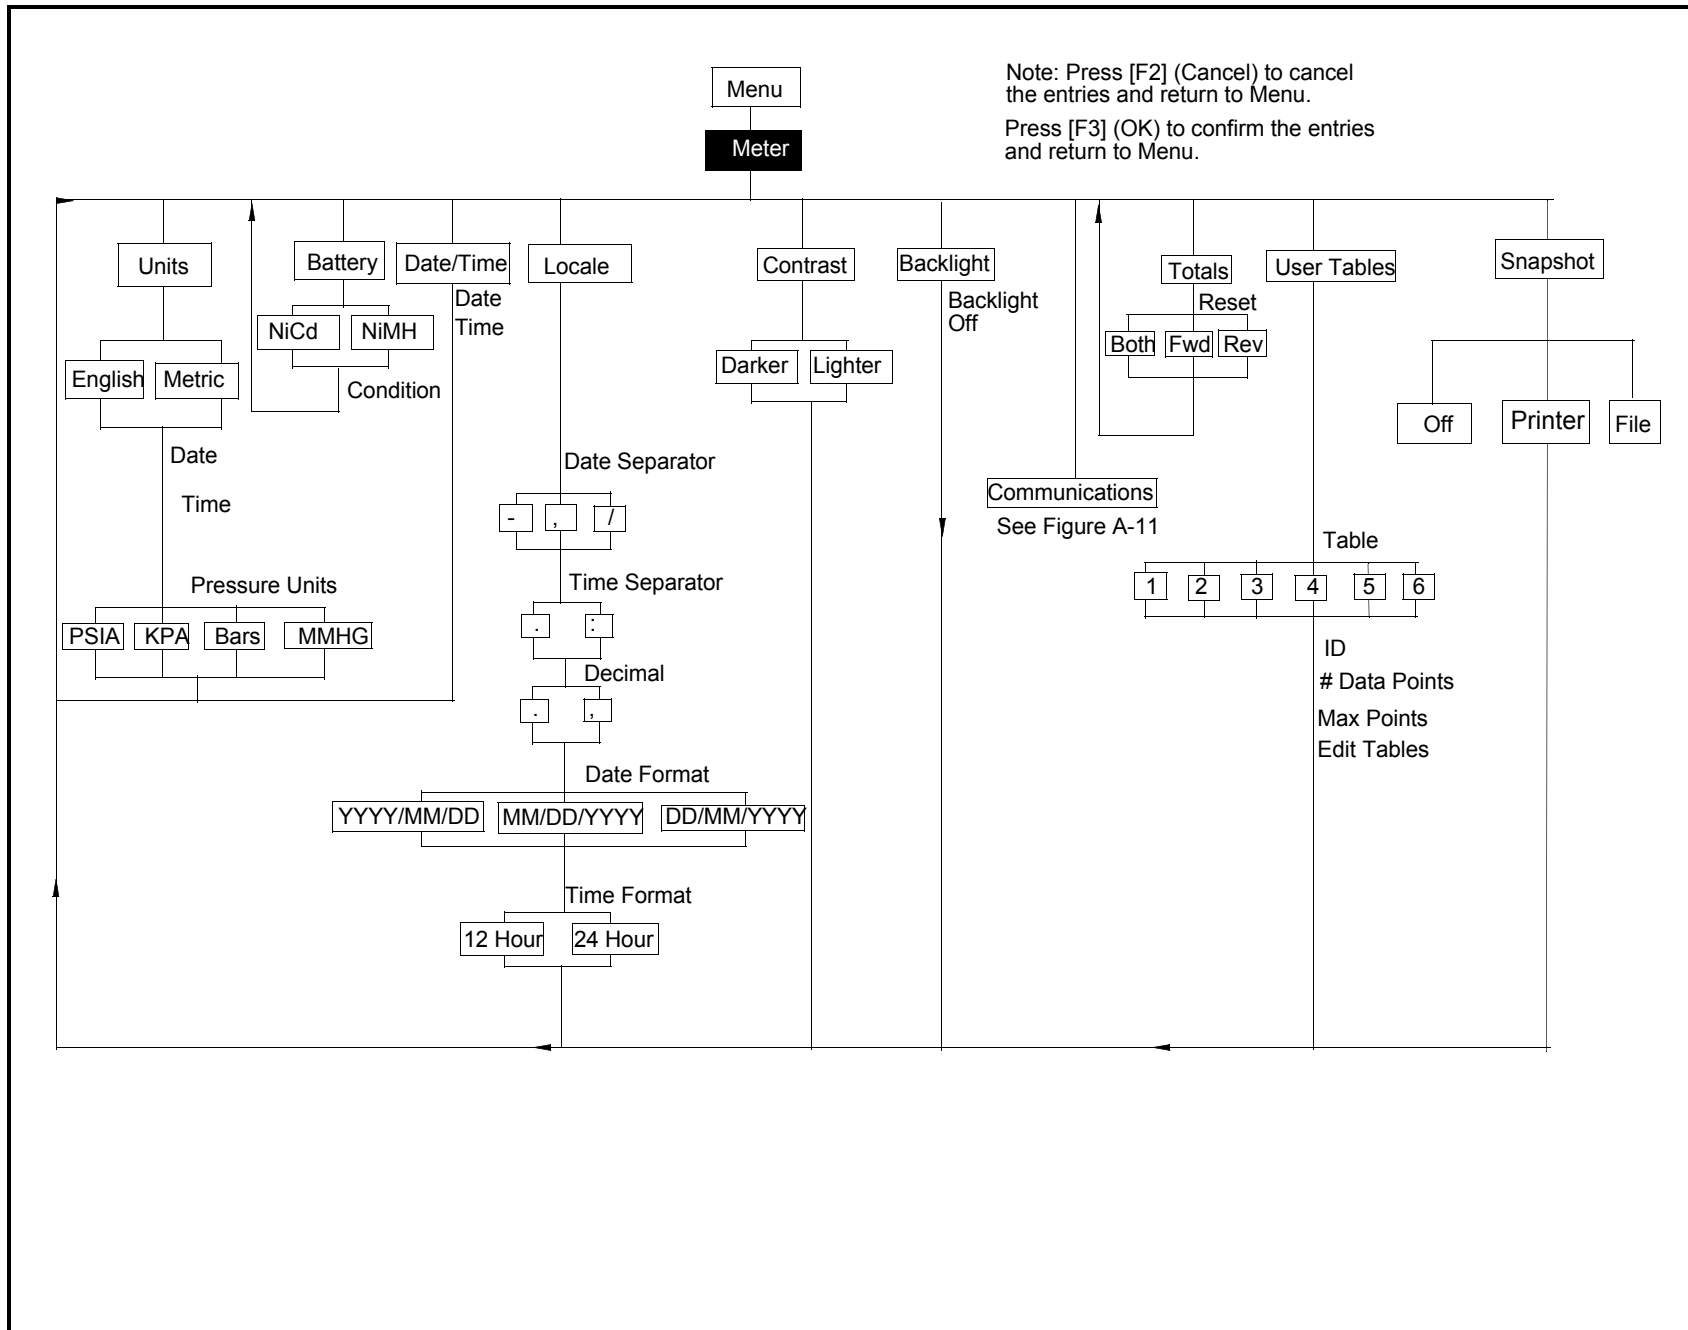 Menu
Note: Press [F2] (Cancel) to cancel
the entries and return to Menu.
Press [F3] (OK) to confirm the entries
and return to Menu.
Meter
Units
Battery
Date/Time
Locale
Contrast
Backlight
Totals
User Tables
Snapshot
English
Metric
Date
Time
Pressure Units
PSIA
KPA
Bars
MMHG
NiCd
NiMH
Condition
Date
Time
Date Separator
-
,
/
Time Separator
.
:
Decimal
.
,
Date Format
YYYY/MM/DD
MM/DD/YYYY
DD/MM/YYYY
Time Format
12 Hour
24 Hour
Darker
Lighter
Backlight
Off
Communications
See Figure A-11
Reset
Both
Fwd
Rev
Table
1
2
3
4
5
6
ID
# Data Points
Max Points
Edit Tables
Off
Printer
File